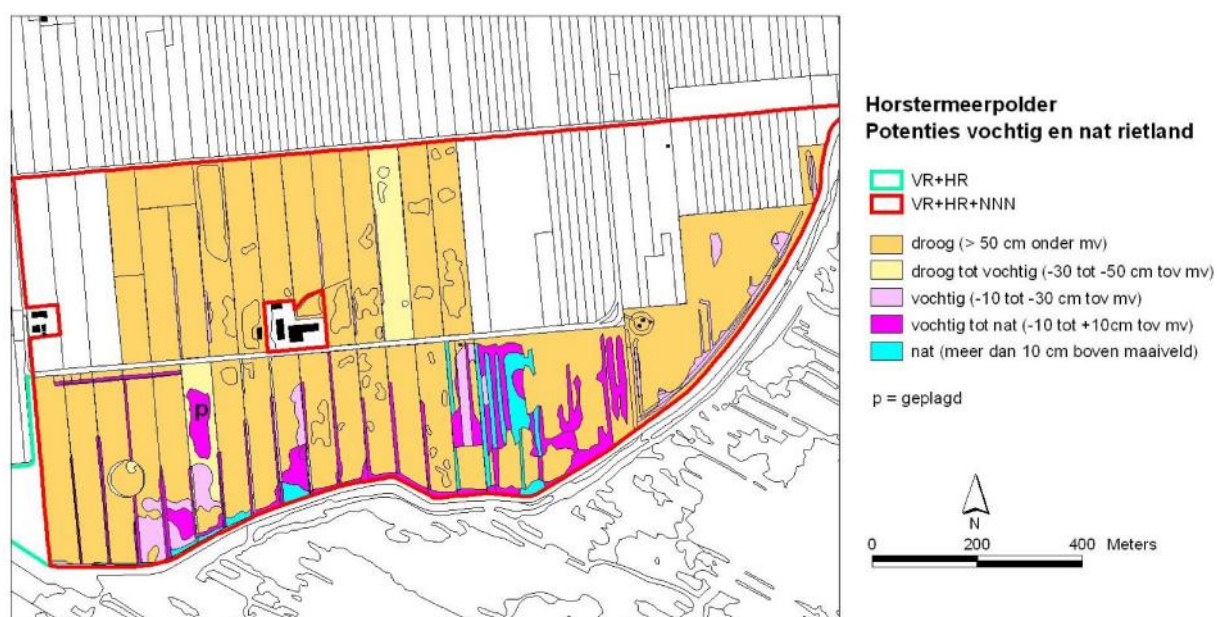 Horstermeerpolder
Potenties vochtig en nat rietland
VR+HR
VR+HR+NNN
droog (> 50 cm onder mv)
droog tot vochtig (-30 tot -50 cm tov mv)
vochtig (-10 tot -30 cm tov mv)
vochtig tot nat (-10 tot +10cm tov mv)
nat (meer dan 10 cm boven maaiveld)
p = geplagd
p
N
0 200 400 Meters